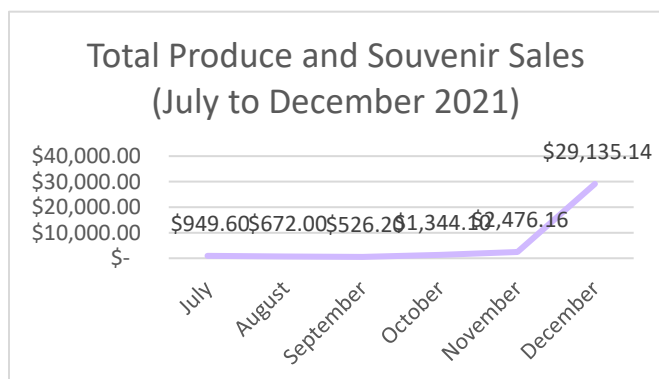 Total Produce and Souvenir Sales
(July to December 2021)
$40,000.00
$30,000.00
$20,000.00
$10,000.00
$-
$29,135.14
$949.60 $672.00 $526.20 $1,344.10 $2,476.16
July August September October November December